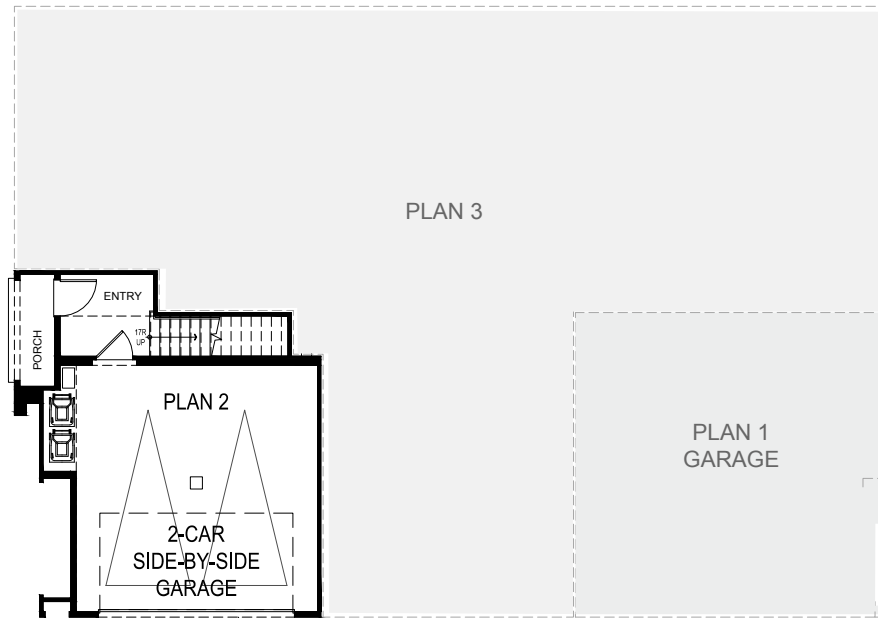 PLAN 3
ENTRY
PORCH
17R
UP
PLAN 2
PLAN 1
GARAGE
2-CAR
SIDE-BY-SIDE
GARAGE